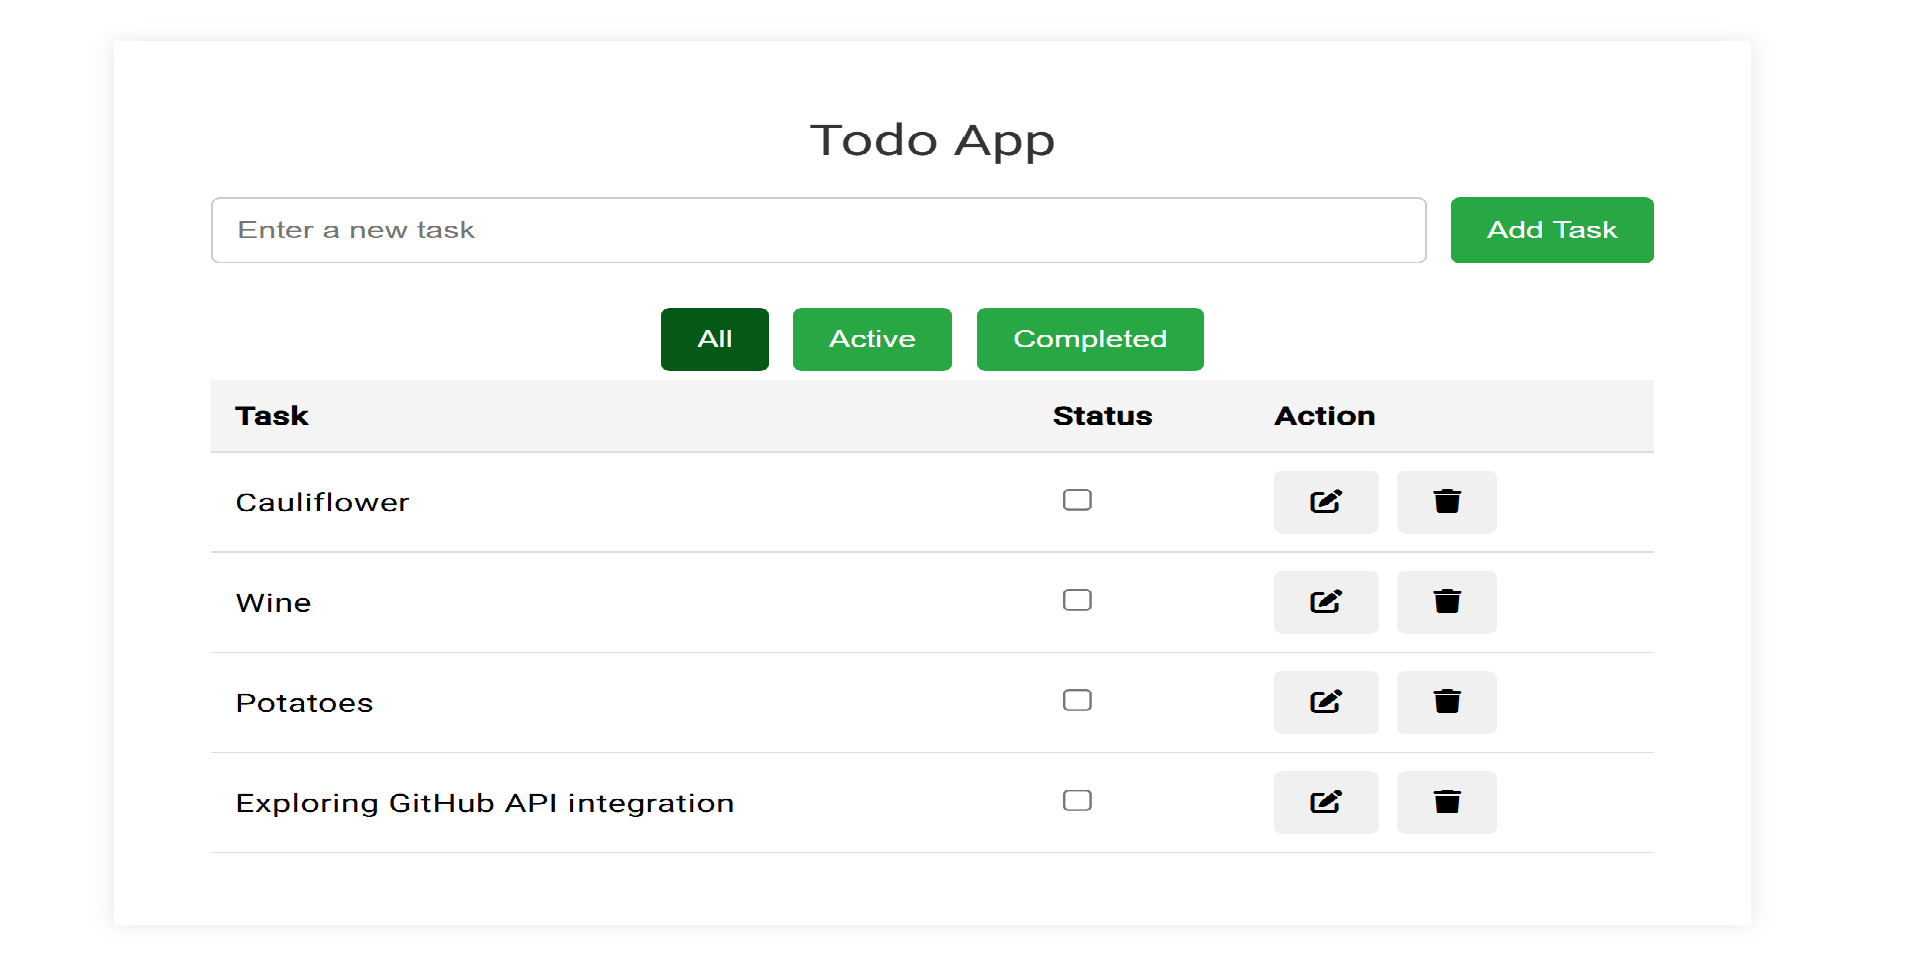 Todo App
Enter a new task
Add Task
All Active Completed
Task Status Action
Cauliflower
Wine
Potatoes
Exploring GitHub API integration